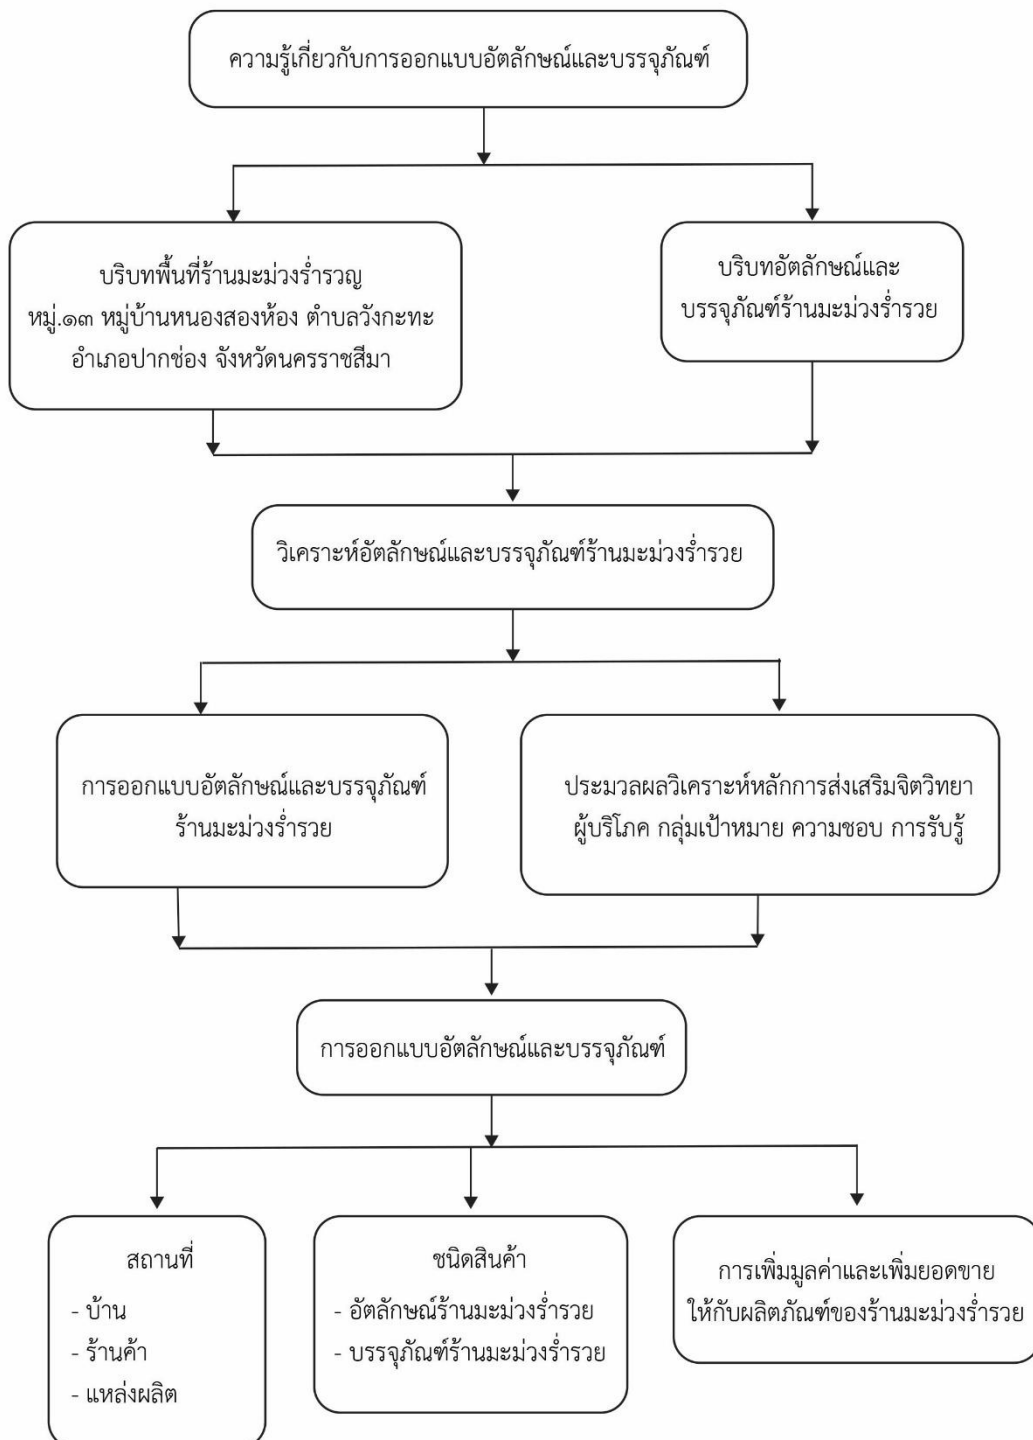 ความรู้เกี่ยวกับการออกแบบอัตลักษณ์และบรรจุภัณฑ์
บริบทพื้นที่ร้านมะม่วงร่ำรวญ
หมู่.๑๓ หมู่บ้านหนองสองห้อง ตำบลวังกะทะ
อำเภอปากช่อง จังหวัดนครราชสีมา
บริบทอัตลักษณ์และ
บรรจุภัณฑ์ร้านมะม่วงร่ำรวย
วิเคราะห์อัตลักษณ์และบรรจุภัณฑ์ร้านมะม่วงร่ำรวย
การออกแบบอัตลักษณ์และบรรจุภัณฑ์
ร้านมะม่วงร่ำรวย
ประมวลผลวิเคราะห์หลักการส่งเสริมจิตวิทยา
ผู้บริโภค กลุ่มเป้าหมาย ความชอบ การรับรู้
การออกแบบอัตลักษณ์และบรรจุภัณฑ์
สถานที่
- บ้าน
- ร้านค้า
- แหล่งผลิต
ชนิดสินค้า
- อัตลักษณ์ร้านมะม่วงร่ำรวย
- บรรจุภัณฑ์ร้านมะม่วงร่ำรวย
การเพิ่มมูลค่าและเพิ่มยอดขาย
ให้กับผลิตภัณฑ์ของร้านมะม่วงร่ำรวย